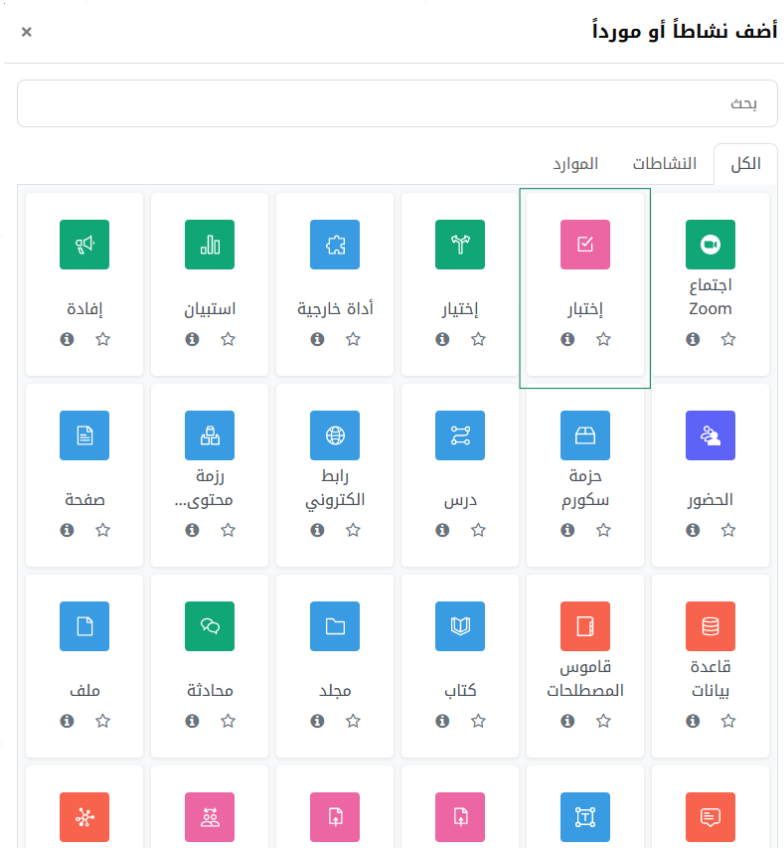 أضف نشاطاً أو مورداً
×
بحث
الكل
النشاطات
الموارد
اجتماع
Zoom
إختبار
إختيار
أداة خارجية
استبيان
إفادة
الحضور
حزمة
سكورم
درس
رابط
الكتروني
رزمة
محتوى...
صفحة
قاعدة
بيانات
قاموس
المصطلحات
كتاب
مجلد
محادثة
ملف